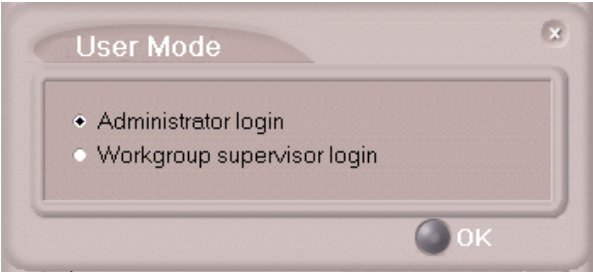 User Mode
Administrator login
Workgroup supervisor login
OK